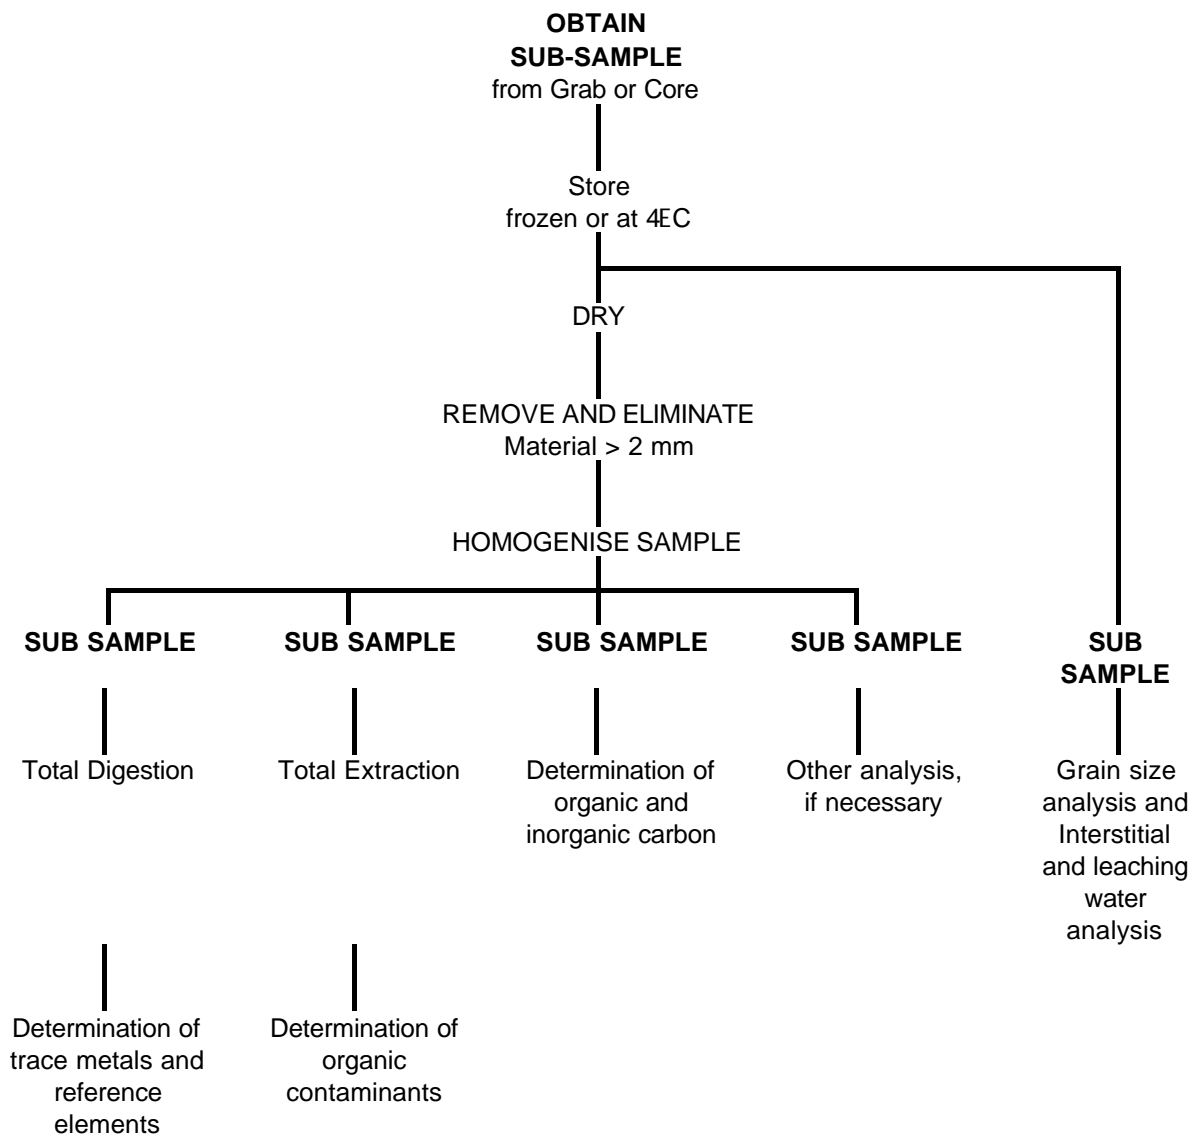 OBTAIN
SUB-SAMPLE
from Grab or Core
Store
frozen or at 4EC
DRY
REMOVE AND ELIMINATE
Material > 2 mm
HOMOGENISE SAMPLE
SUB SAMPLE
Total Digestion
Determination of
trace metals and
reference
elements
SUB SAMPLE
Total Extraction
Determination of
organic
contaminants
SUB SAMPLE
Determination of
organic and
inorganic carbon
SUB SAMPLE
Other analysis,
if necessary
SUB
SAMPLE
Grain size
analysis and
Interstitial
and leaching
water
analysis